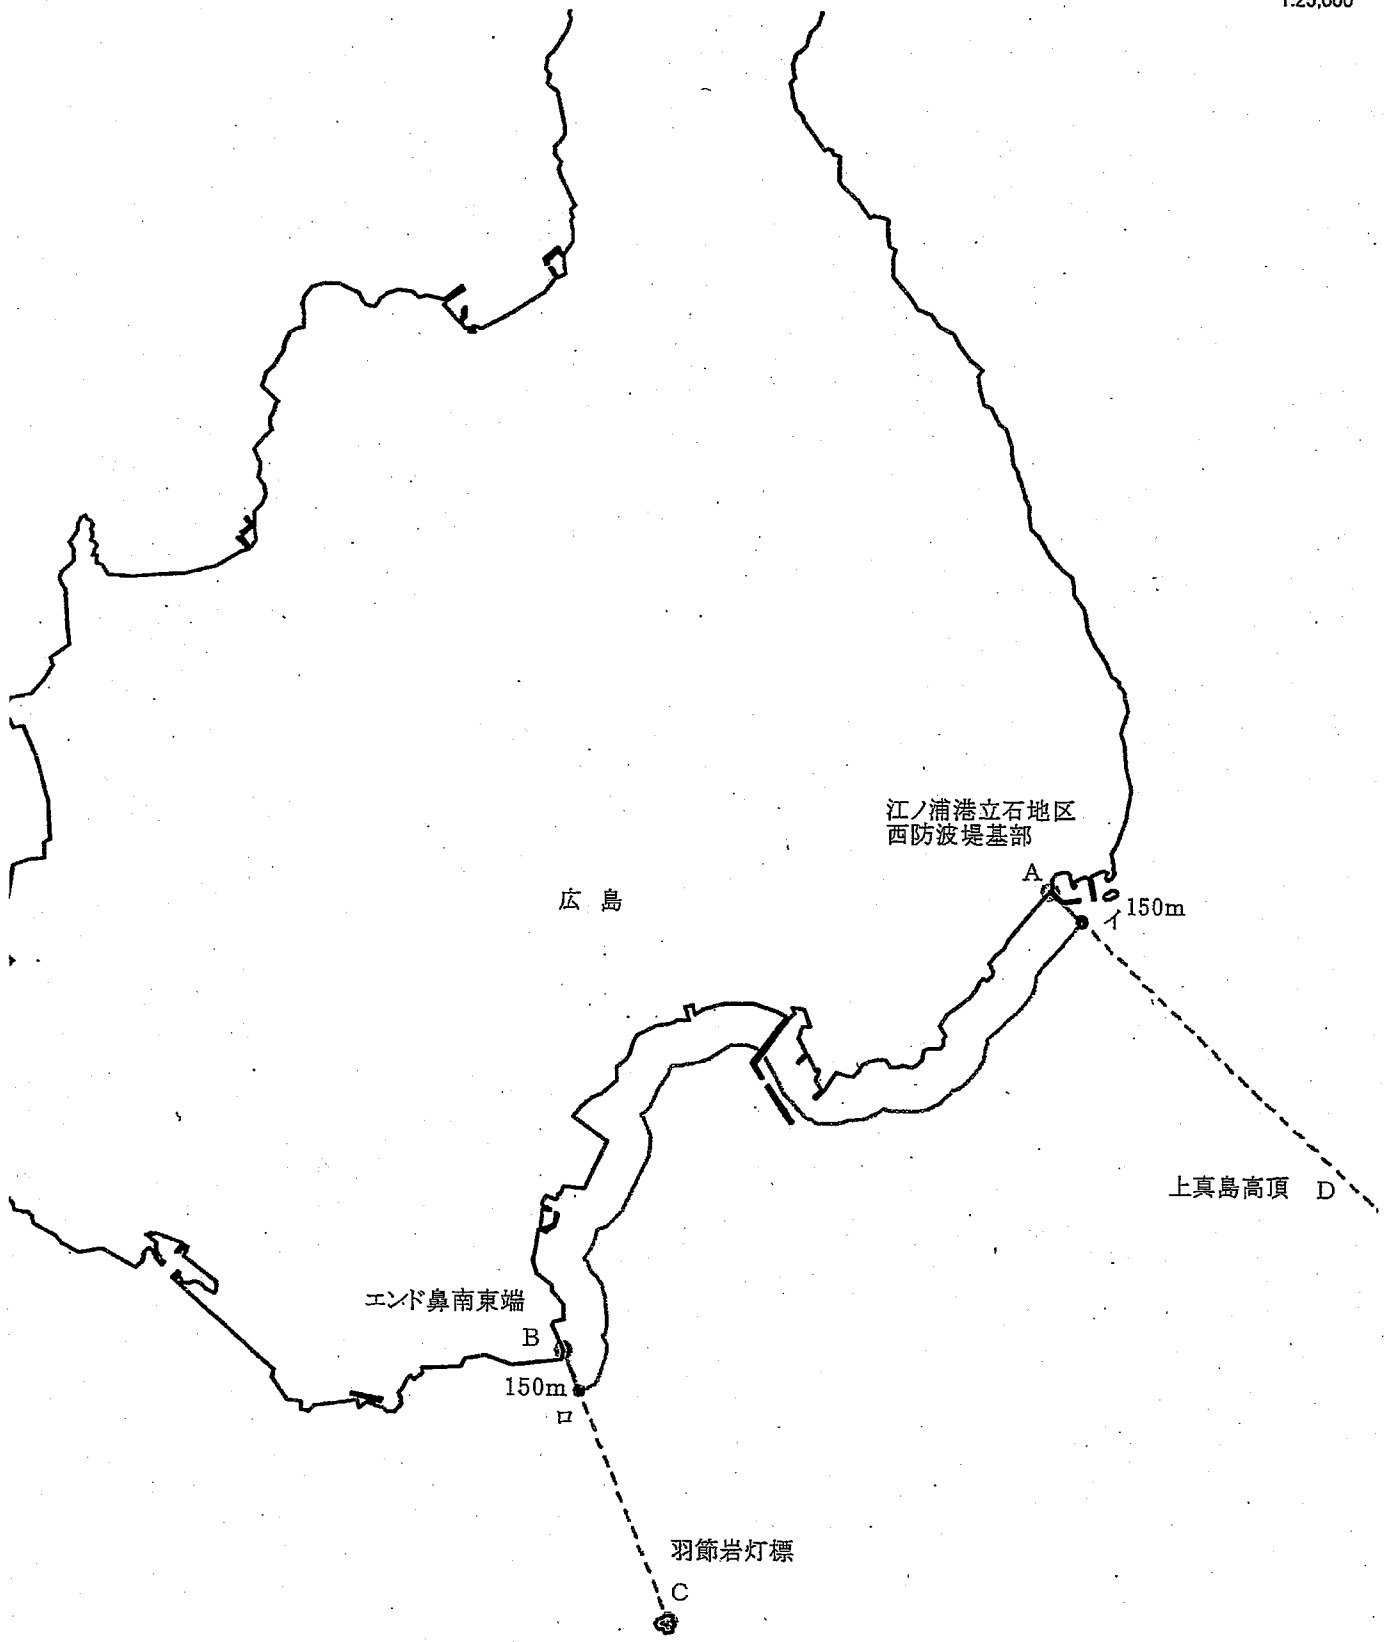 江ノ浦港立石地区
西防波堤基部
A
イ 150m
広 島
上真島高頂 D
エンド鼻南東端
B
150m
ロ
羽節岩灯標
C